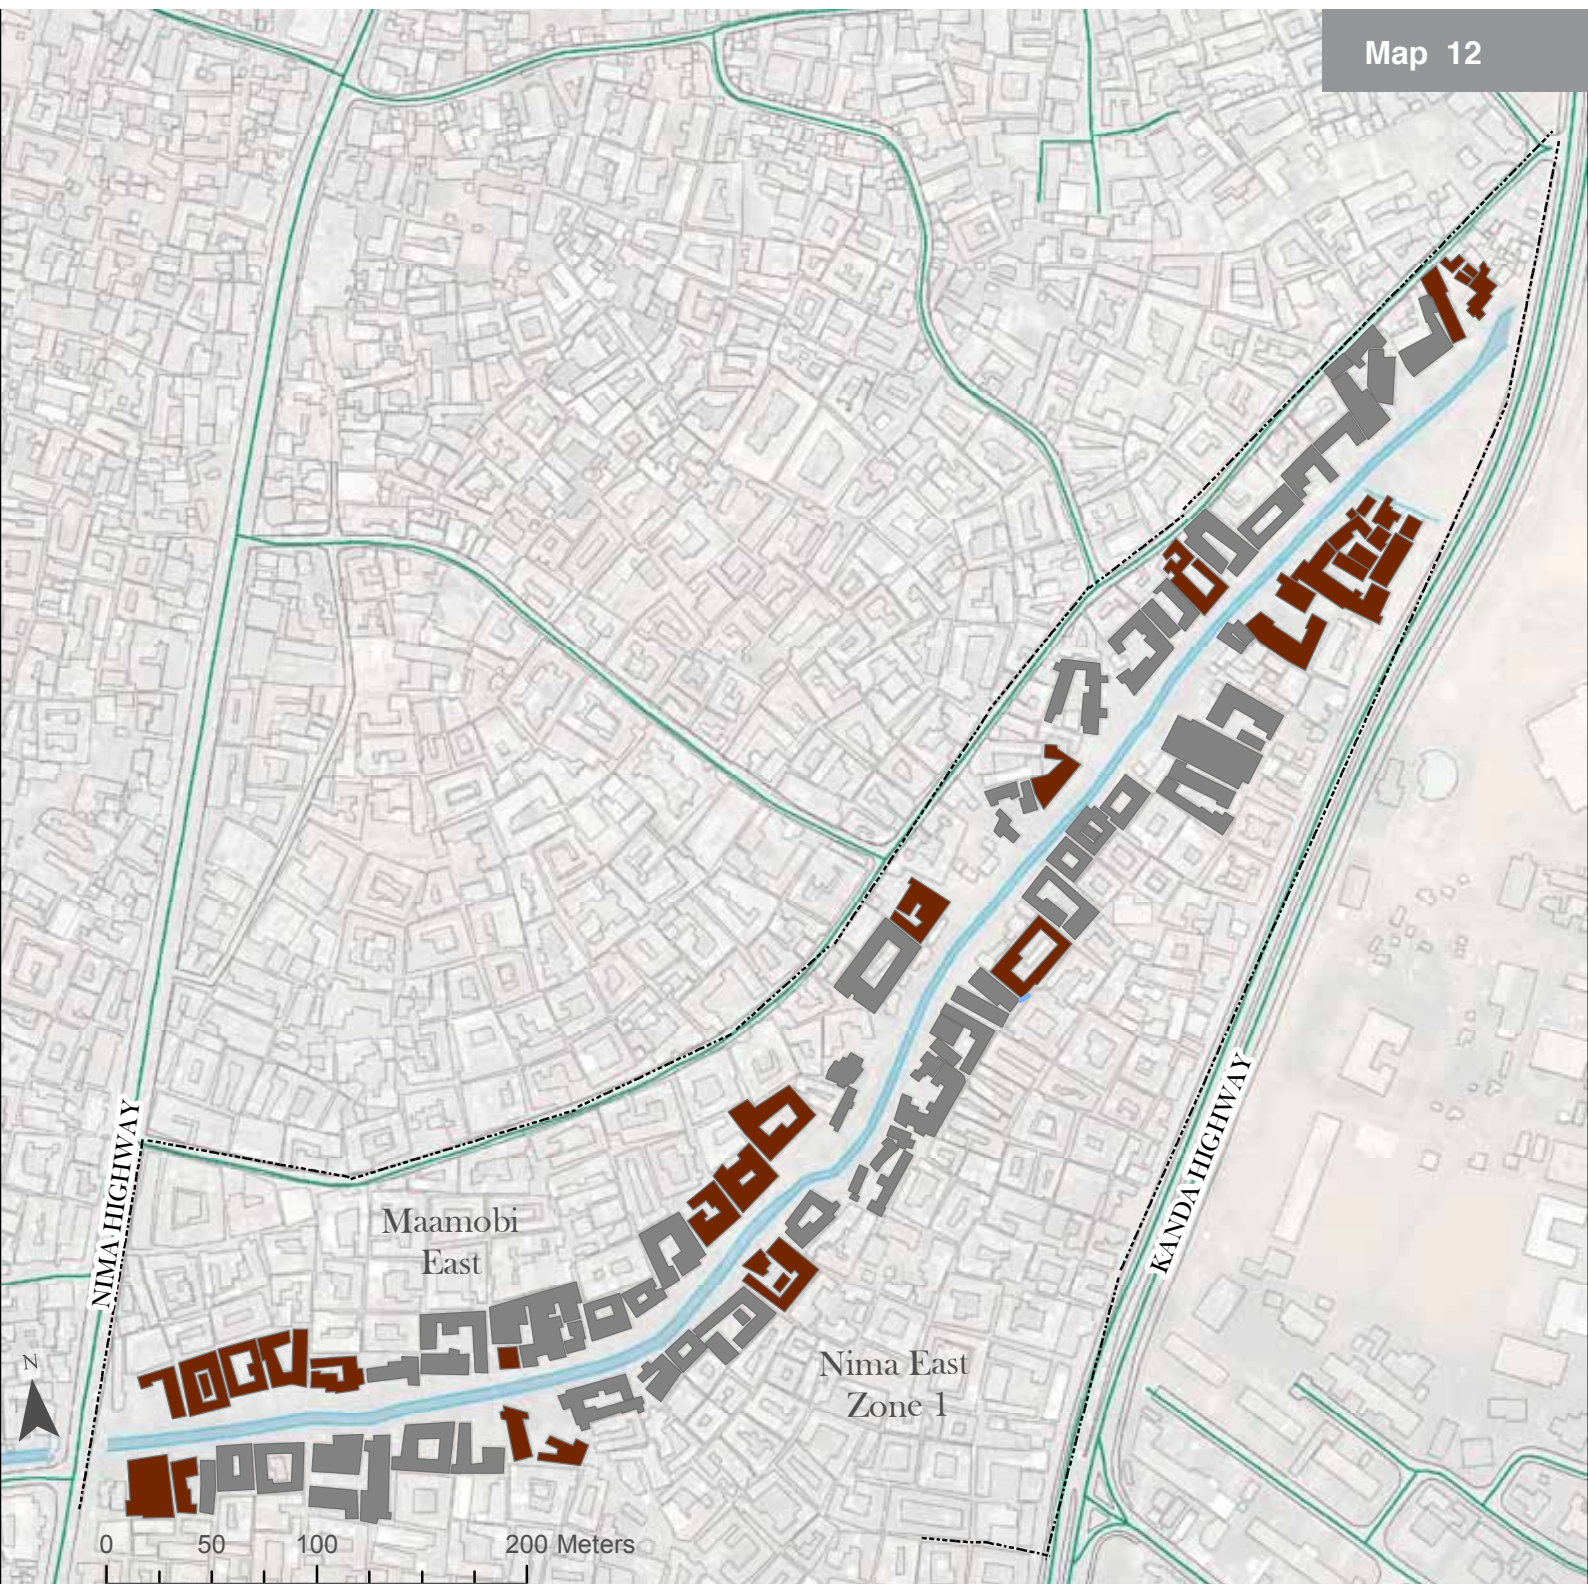 Map 12
NIMA HIGHWAY
KANDA HIGHWAY
Maamobi
East
Nima East
Zone 1
N
0 50 100 200 Meters